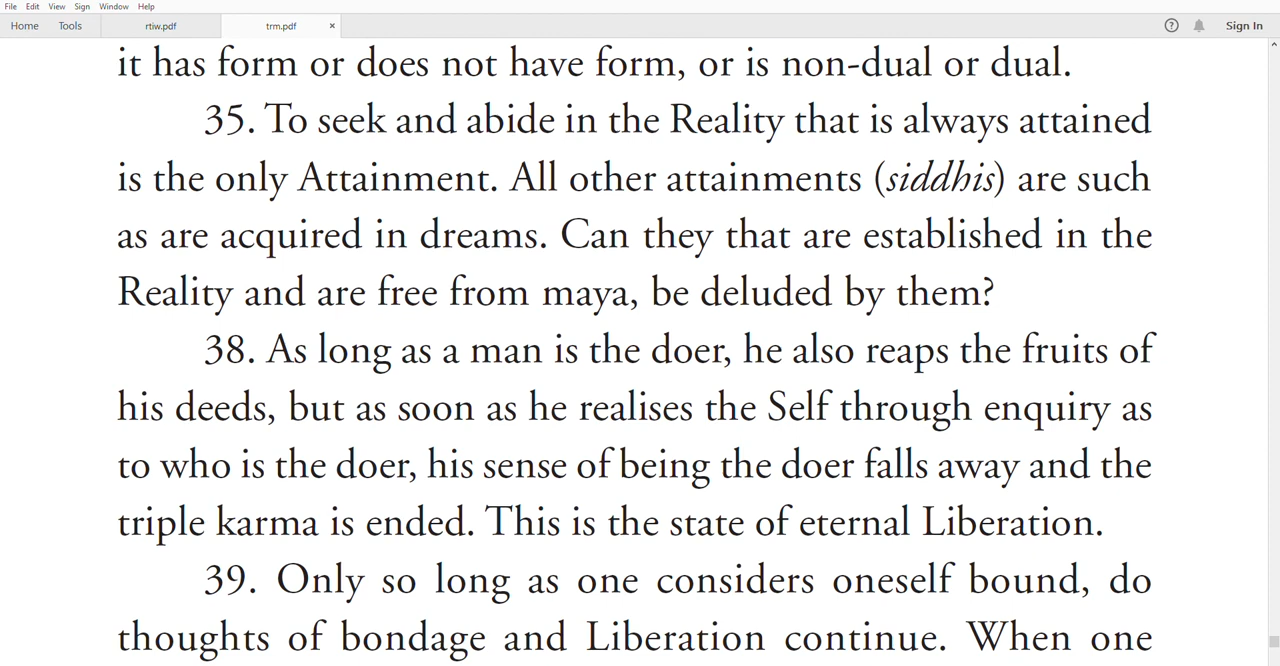 File Edit View Sign Window Help
Home Tools rtiw.pdf trm.pdf × ? Sign In
it has form or does not have form, or is non-dual or dual.
35. To seek and abide in the Reality that is always attained
is the only Attainment. All other attainments (siddhis) are such
as are acquired in dreams. Can they that are established in the
Reality and are free from maya, be deluded by them?
38. As long as a man is the doer, he also reaps the fruits of
his deeds, but as soon as he realises the Self through enquiry as
to who is the doer, his sense of being the doer falls away and the
triple karma is ended. This is the state of eternal Liberation.
39. Only so long as one considers oneself bound, do
thoughts of bondage and Liberation continue. When one